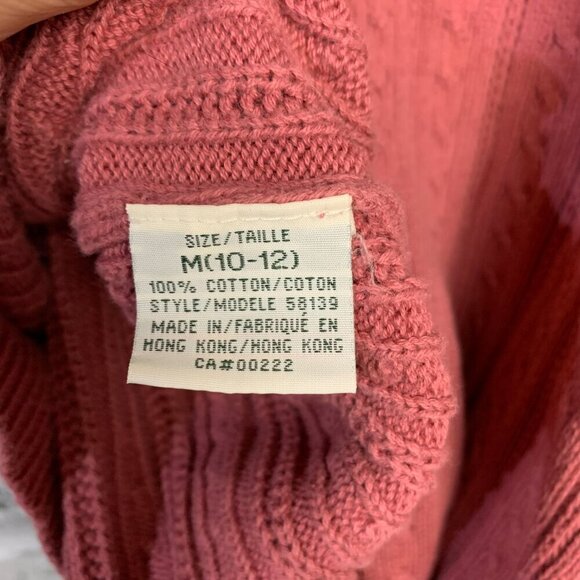 SIZE/TAILLE
M(10-12)
100% COTTON/COTON
STYLE/MODELE 58139
MADE IN/FABRIQUÉ EN
HONG KONG/HONG KONG
CA#00222